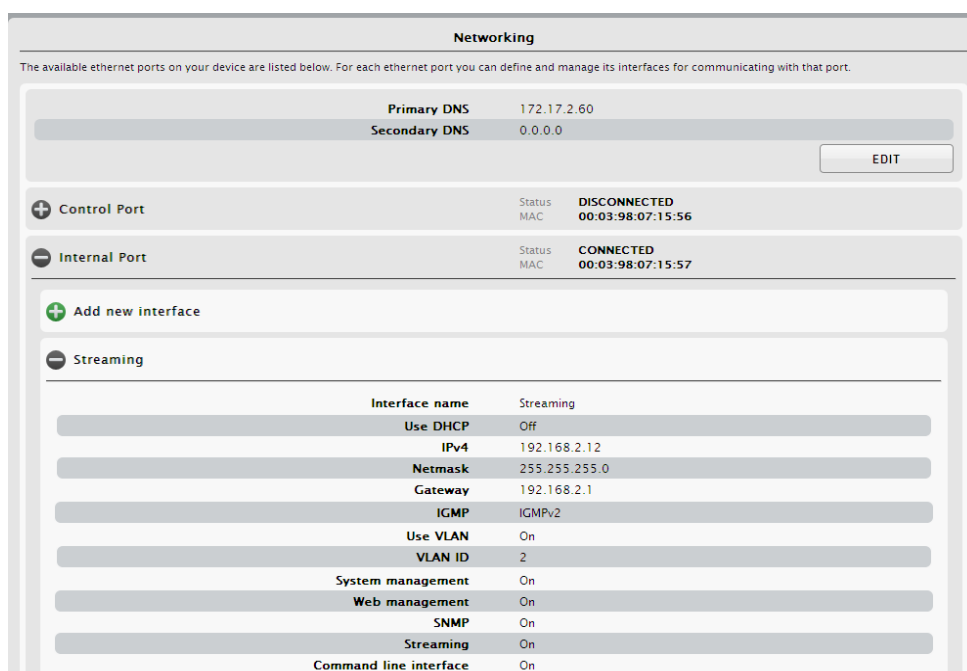 Networking
The available ethernet ports on your device are listed below. For each ethernet port you can define and manage its interfaces for communicating with that port.
Primary DNS 172.17.2.60
Secondary DNS 0.0.0.0
EDIT
Control Port Status DISCONNECTED
MAC 00:03:98:07:15:56
Internal Port Status CONNECTED
MAC 00:03:98:07:15:57
Add new interface
Streaming
Interface name Streaming
Use DHCP Off
IPv4 192.168.2.12
Netmask 255.255.255.0
Gateway 192.168.2.1
IGMP IGMPv2
Use VLAN On
VLAN ID 2
System management On
Web management On
SNMP On
Streaming On
Command line interface On